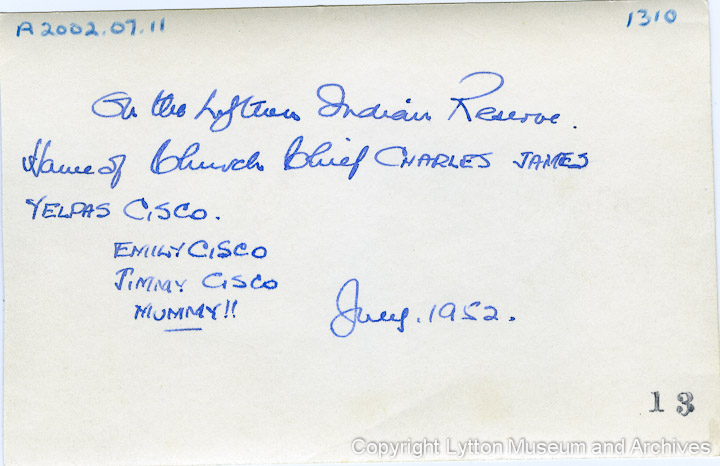 A2002.07.11
1310
On the Lytton Indian Reserve.
Home of Church Chief CHARLES JAMES
YELPAS CISCO.
EMILY CISCO
JIMMY CISCO
MUMMY!!
July. 1952.
13
Copyright Lytton Museum and Archives